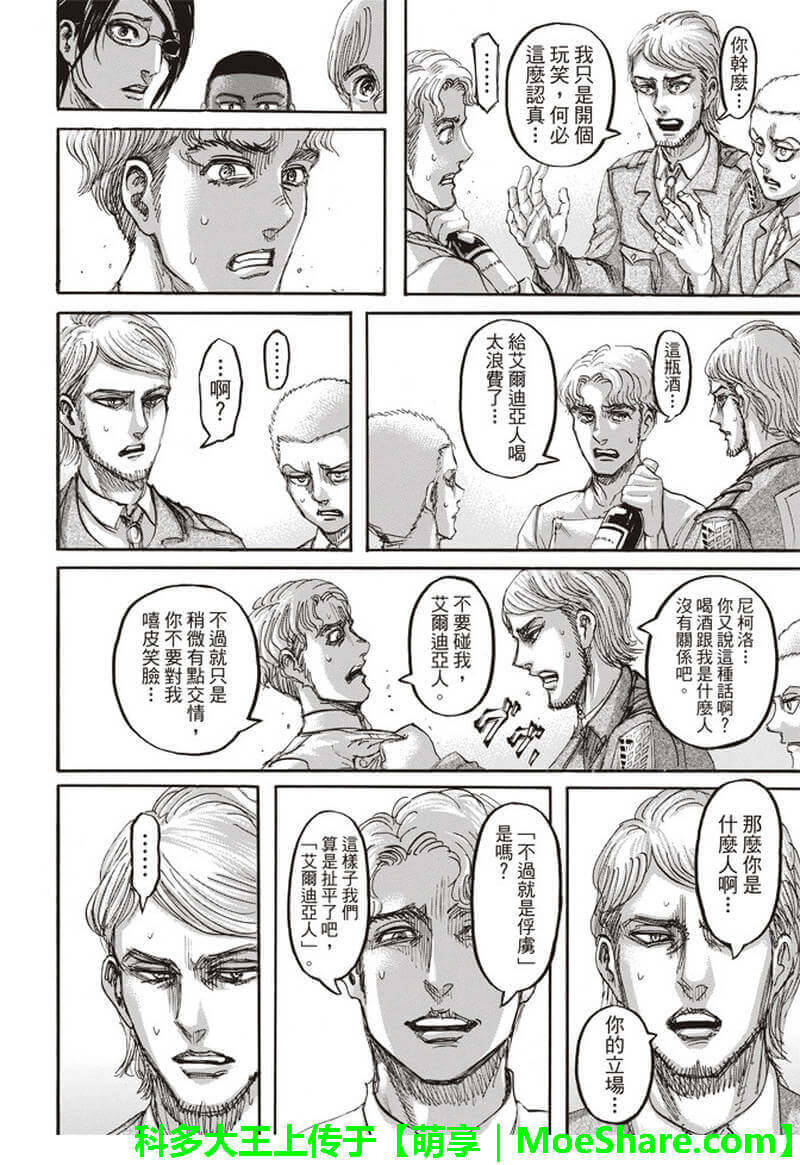 你幹麼…
我只是開個
玩笑，何必
這麼認真…
……
這瓶酒…
給艾爾迪亞人喝
太浪費了…
……
…啊？
尼柯洛…
你又說這種話啊？
喝酒跟我是什麼人
沒有關係吧。
不要碰我，
艾爾迪亞人。
グググ
不過就只是
稍微有點交情，
你不要對我
嘻皮笑臉…
那麼你是
什麼人啊…
你的立場…
「不過就是俘虜」
是嗎？
這樣子我們
算是扯平了吧，
「艾爾迪亞人」。
……
科多大王上传于【萌享|MoeShare.com】